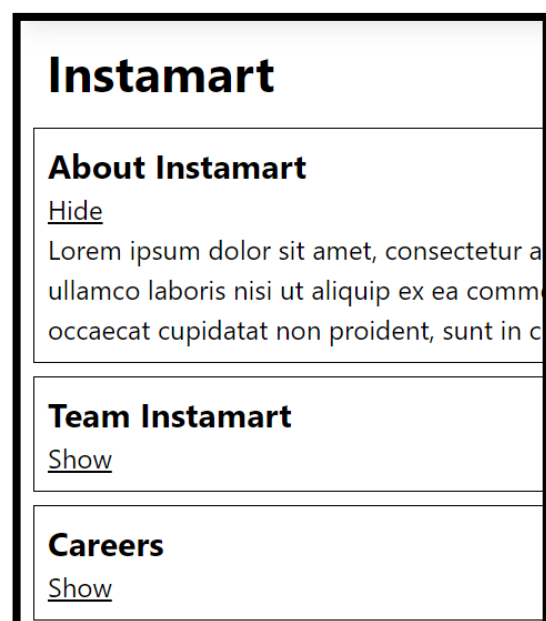 Instamart
About Instamart
Hide
Lorem ipsum dolor sit amet, consectetur
ullamco laboris nisi ut aliquip ex ea
occaecat cupidatat non proident, sunt in
Team Instamart
Show
Careers
Show